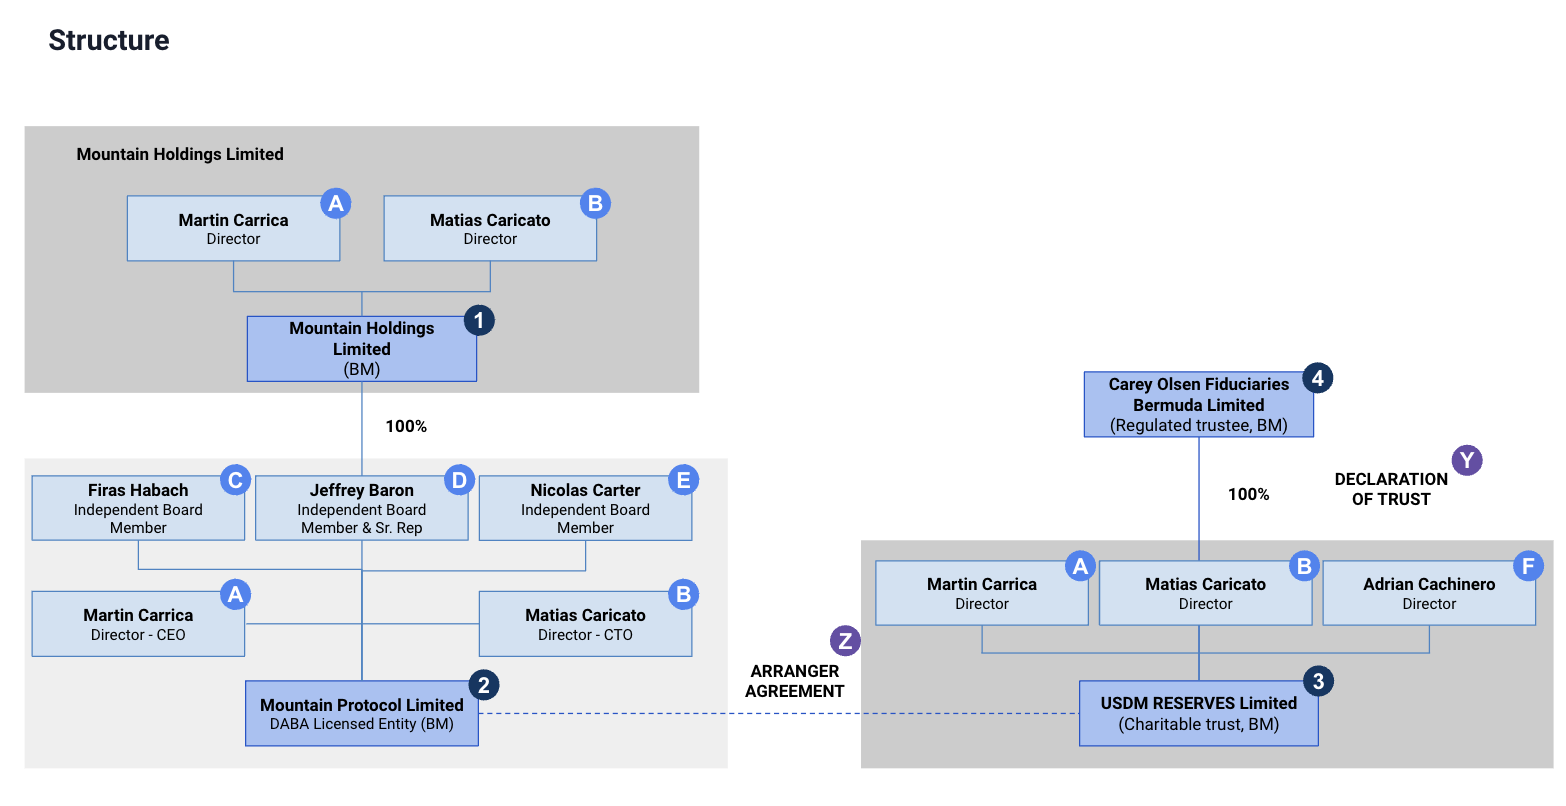 Structure
Mountain Holdings Limited
A
Martin Carrica
Director
B
Matias Caricato
Director
1
Mountain Holdings
Limited
(BM)
100%
C
Firas Habach
Independent Board
Member
D
Jeffrey Baron
Independent Board
Member & Sr. Rep
E
Nicolas Carter
Independent Board
Member
A
Martin Carrica
Director - CEO
B
Matias Caricato
Director - CTO
2
Mountain Protocol Limited
DABA Licensed Entity (BM)
Z
ARRANGER
AGREEMENT
4
Carey Olsen Fiduciaries
Bermuda Limited
(Regulated trustee, BM)
100%
Y
DECLARATION
OF TRUST
A
Martin Carrica
Director
B
Matias Caricato
Director
F
Adrian Cachinero
Director
3
USDM RESERVES Limited
(Charitable trust, BM)